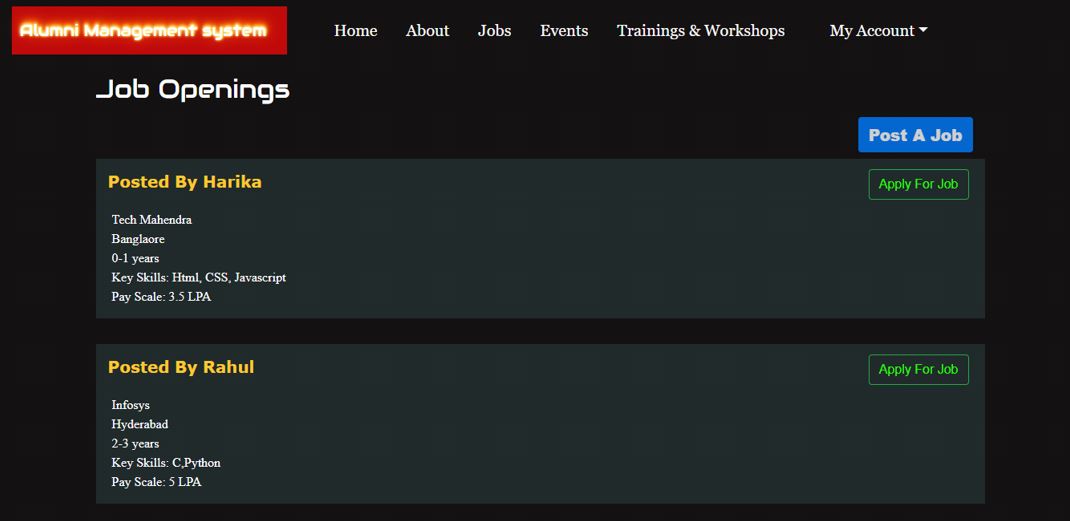 Alumni Management system
Home About Jobs Events Trainings & Workshops My Account
Job Openings
Post A Job
Posted By Harika
Apply For Job
Tech Mahendra
Banglaore
0-1 years
Key Skills: Html, CSS, Javascript
Pay Scale: 3.5 LPA
Posted By Rahul
Apply For Job
Infosys
Hyderabad
2-3 years
Key Skills: C,Python
Pay Scale: 5 LPA